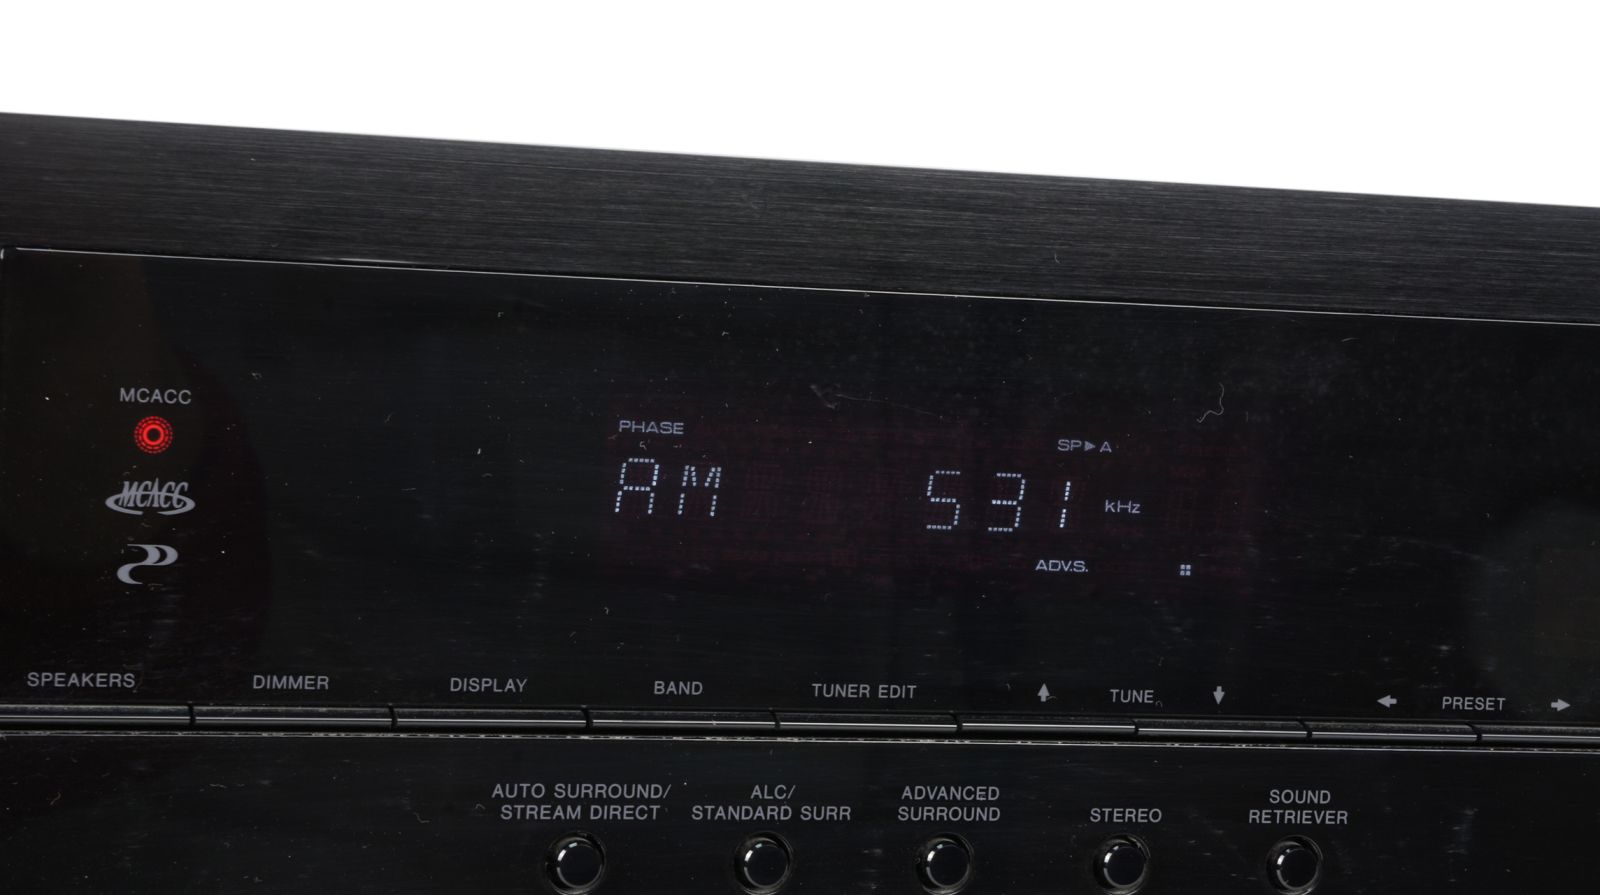 MCACC
MCACC
PHASE
SP▶A
AM 531 kHz
ADV.S.
SPEAKERS DIMMER DISPLAY BAND TUNER EDIT TUNE PRESET
AUTO SURROUND/
STREAM DIRECT
ALC/
STANDARD SURR
ADVANCED
SURROUND
STEREO
SOUND
RETRIEVER